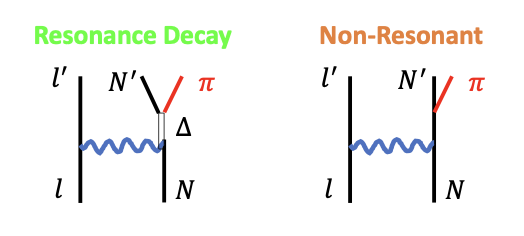 Resonance Decay
Non-Resonant
l′ N′ π
l′ N′ π
Δ
l N
l N